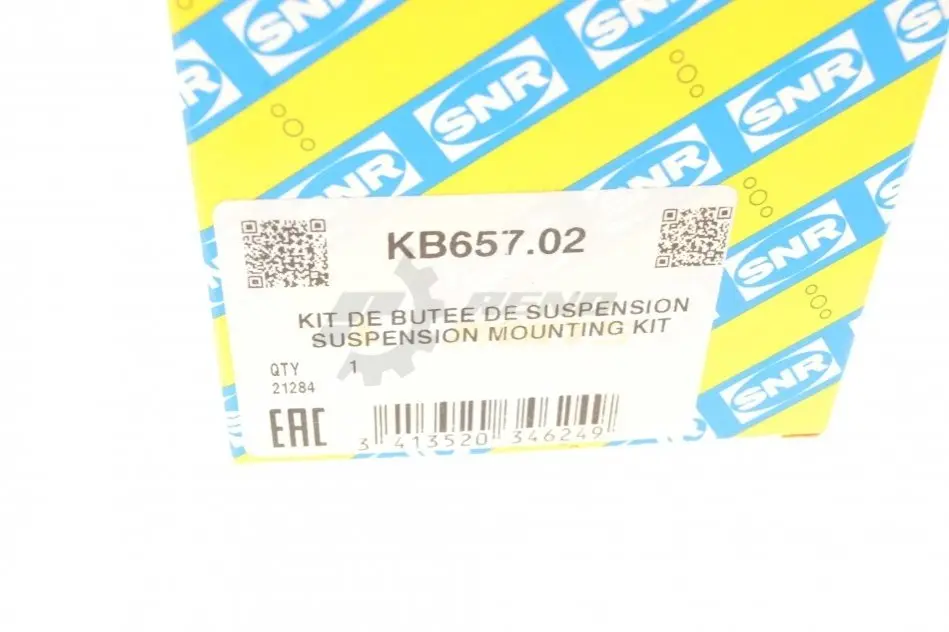 SNR
SNR
SNR
SNR
SNR
SNR
KB657.02
KIT DE BUTEE DE SUSPENSION
SUSPENSION MOUNTING KIT
QTY 1
21284
EAC
3 413520 346249
SNR